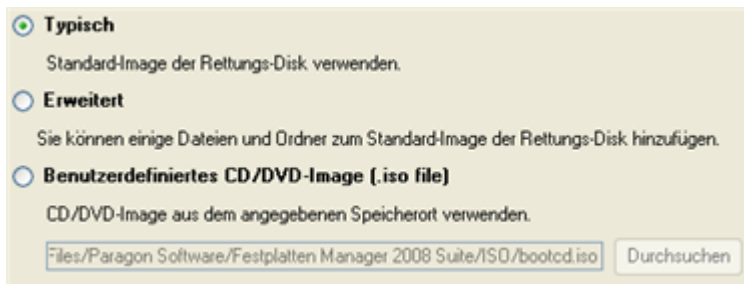 Typisch
Standard-Image der Rettungs-Disk verwenden.
Erweitert
Sie können einige Dateien und Ordner zum Standard-Image der Rettungs-Disk hinzufügen.
Benutzerdefiniertes CD/DVD-Image (.iso file)
CD/DVD-Image aus dem angegebenen Speicherort verwenden.
Files/Paragon Software/Festplatten Manager 2008 Suite/ISO/bootcd.iso Durchsuchen